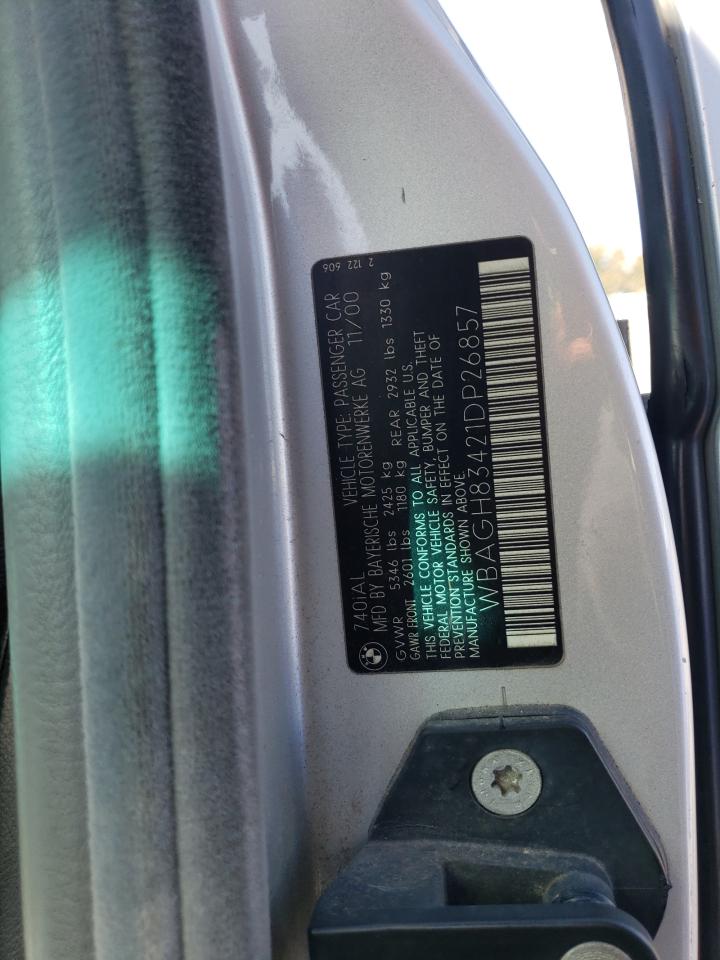 740iAL VEHICLE TYPE: PASSENGER CAR 2 122 606
MFD BY BAYERISCHE MOTORENWERKE AG 11/00
GVWR 5346 lbs 2425 kg
GAWR FRONT 2601 lbs 1180 kg REAR 2932 lbs 1330 kg
THIS VEHICLE CONFORMS TO ALL APPLICABLE U.S.
FEDERAL MOTOR VEHICLE SAFETY, BUMPER AND THEFT
PREVENTION STANDARDS IN EFFECT ON THE DATE OF
MANUFACTURE SHOWN ABOVE
WBAGH83421DP26857